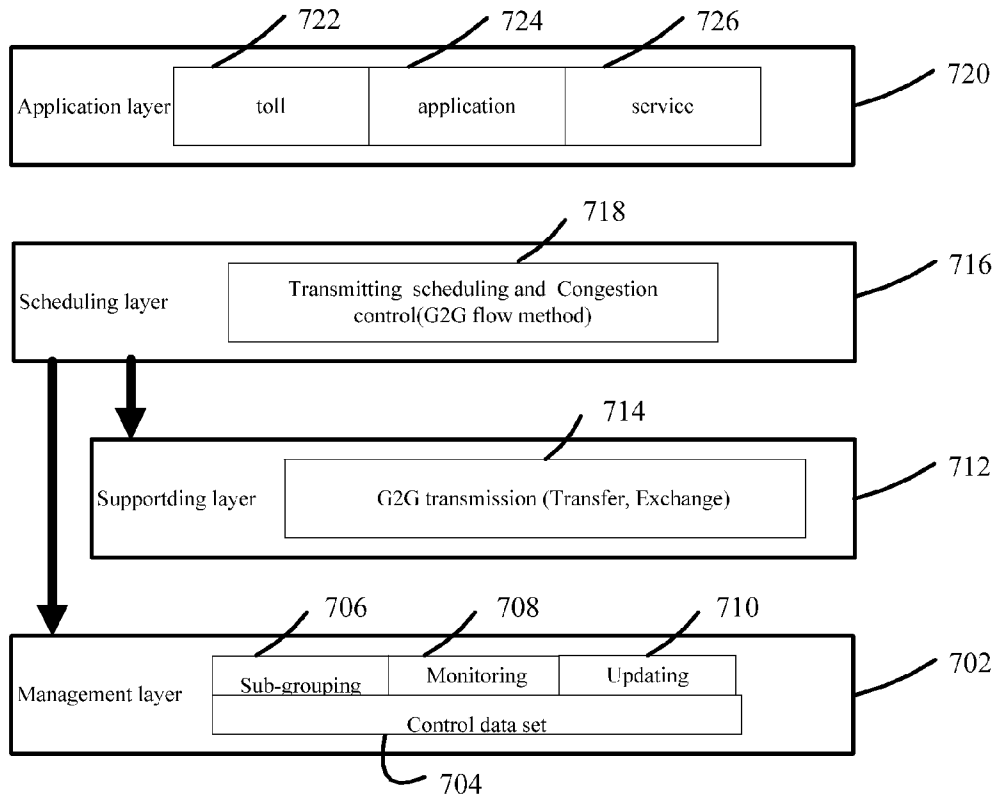 722
724
726
Application layer
toll
application
service
720
718
Scheduling layer
Transmitting scheduling and Congestion
control(G2G flow method)
716
714
Supportding layer
G2G transmission (Transfer, Exchange)
712
706
708
710
Management layer
Sub-grouping
Monitoring
Updating
Control data set
702
704